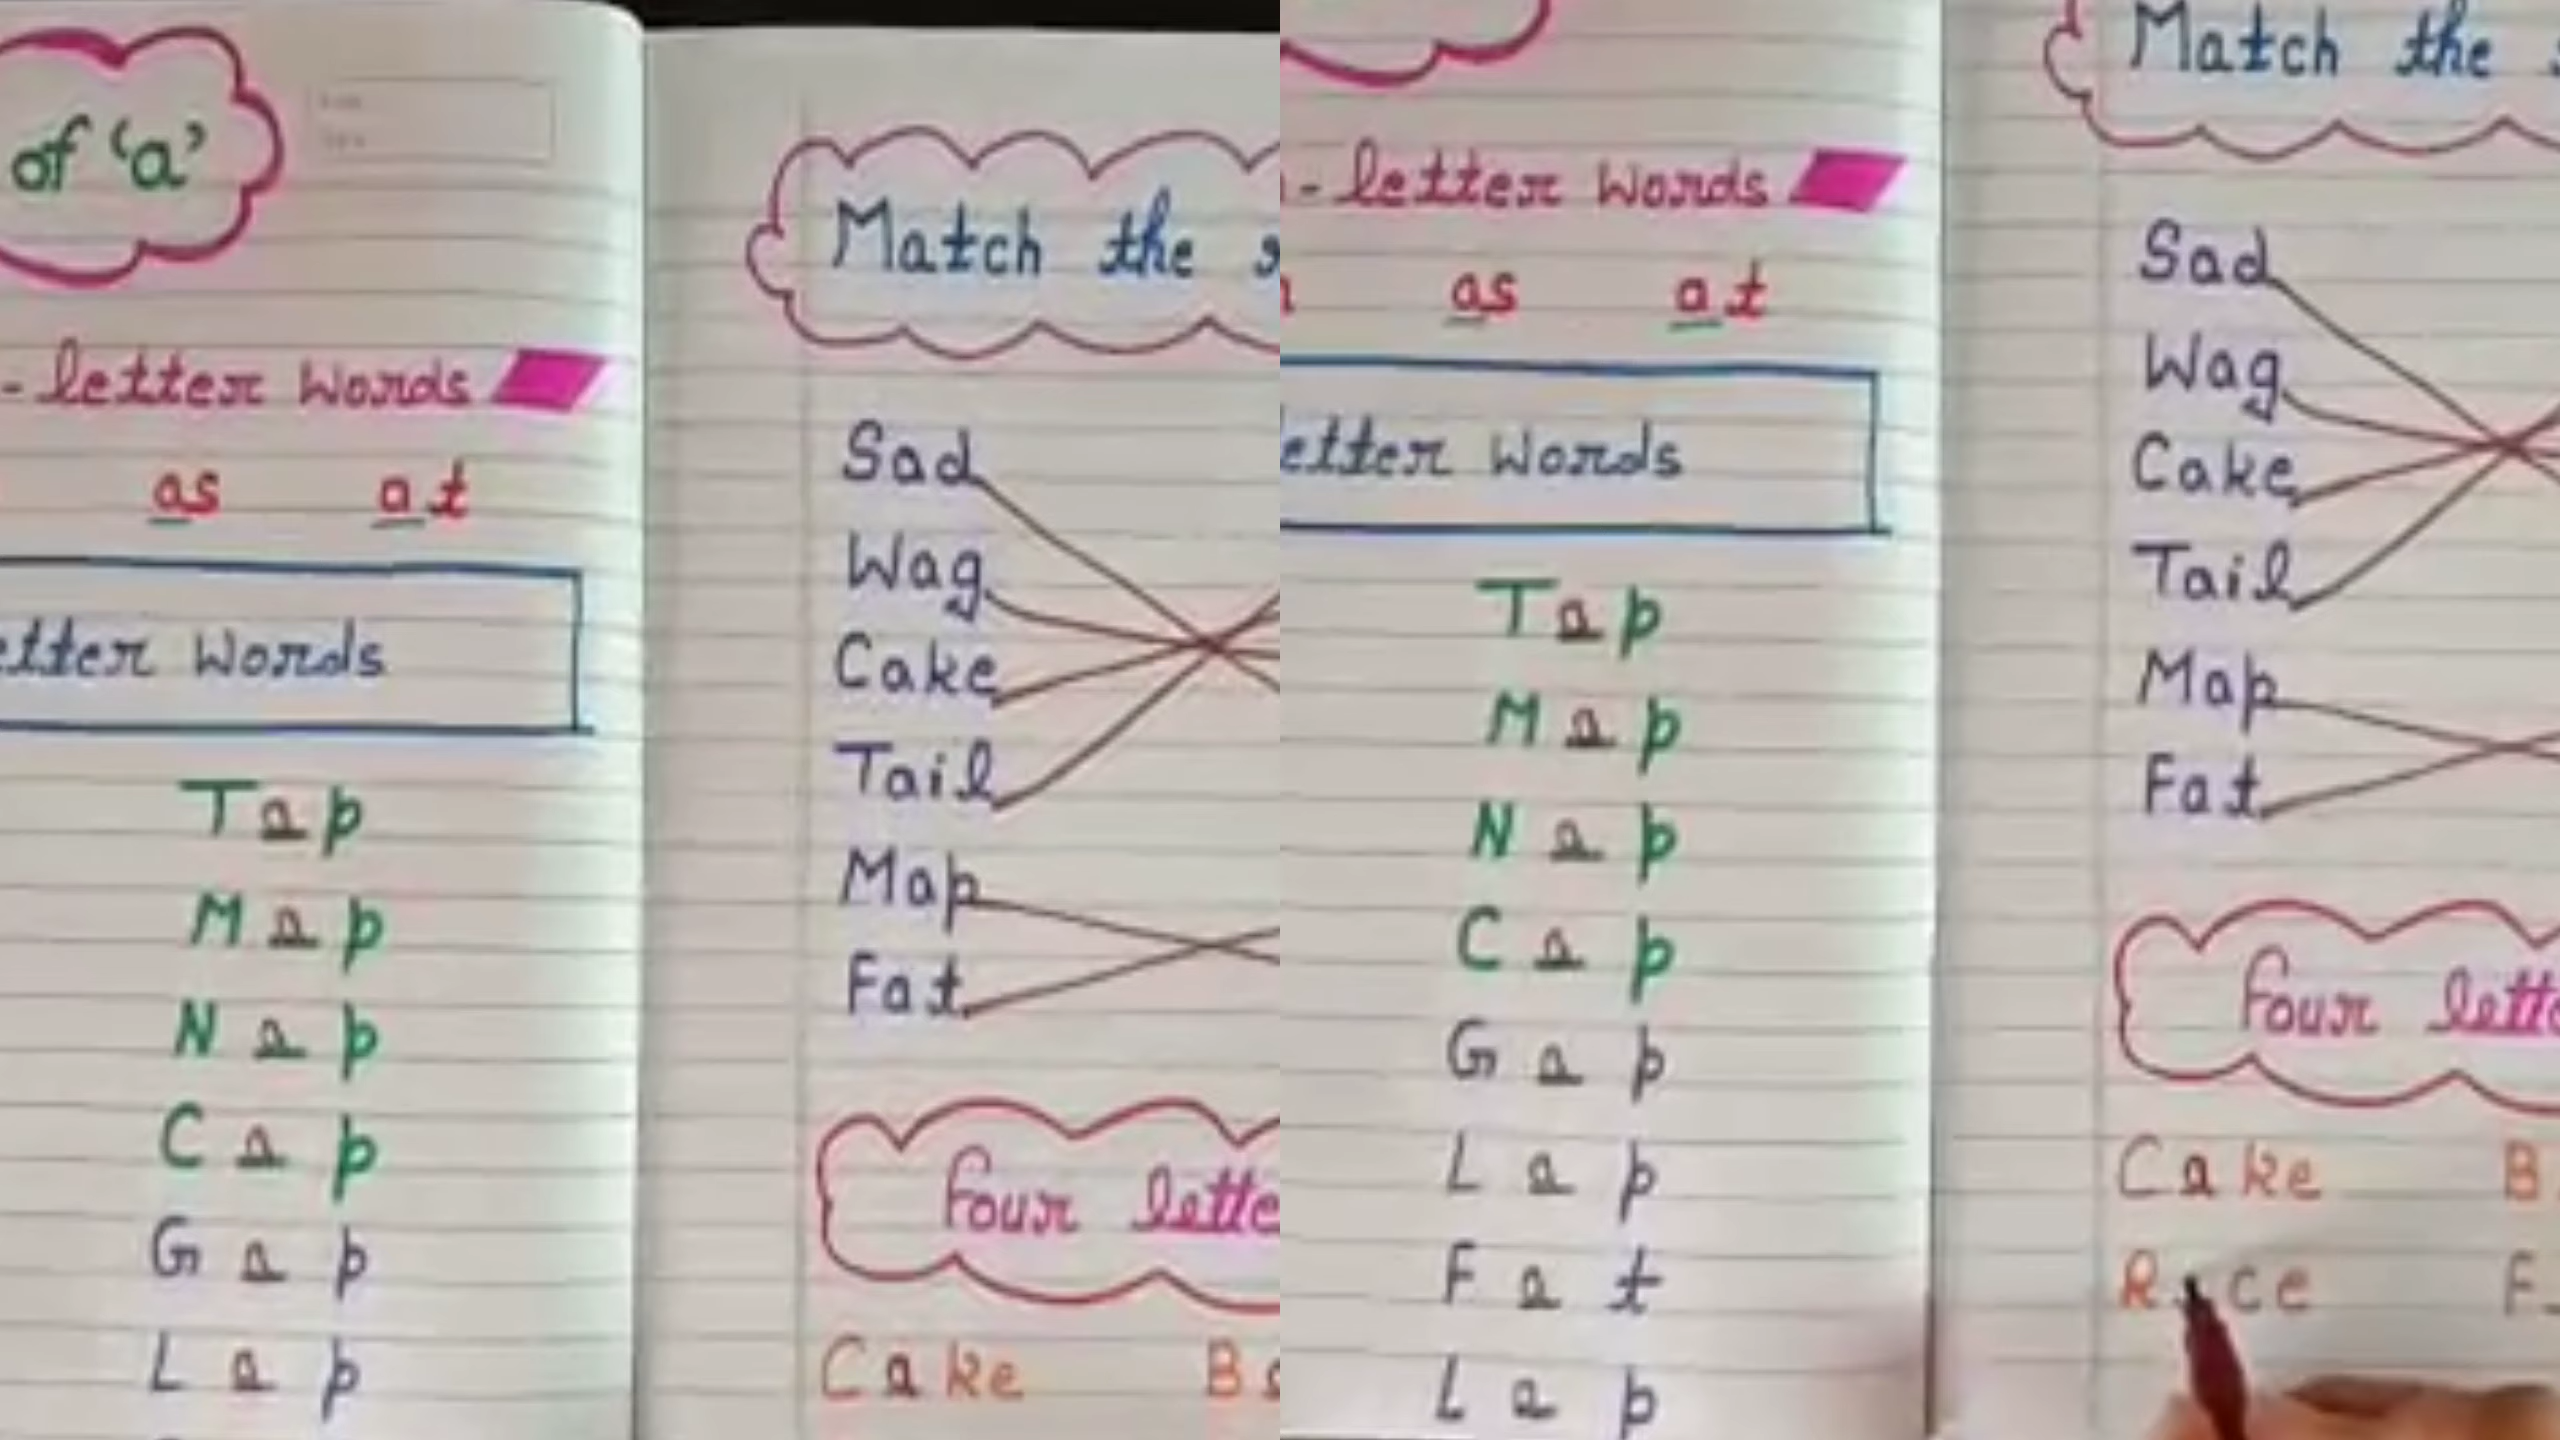 of 'a'
- letter words
as at
etter words
Tap
Map
Nap
Cap
Gap
Lap
Match the
Sad
Wag
Cake
Tail
Map
Fat
four lette
Cake
- letter words
as at
etter words
Tap
Map
Nap
Cap
Gap
Lap
Fat
Lap
Match the
Sad
Wag
Cake
Tail
Map
Fat
four lette
Cake B
R ce F